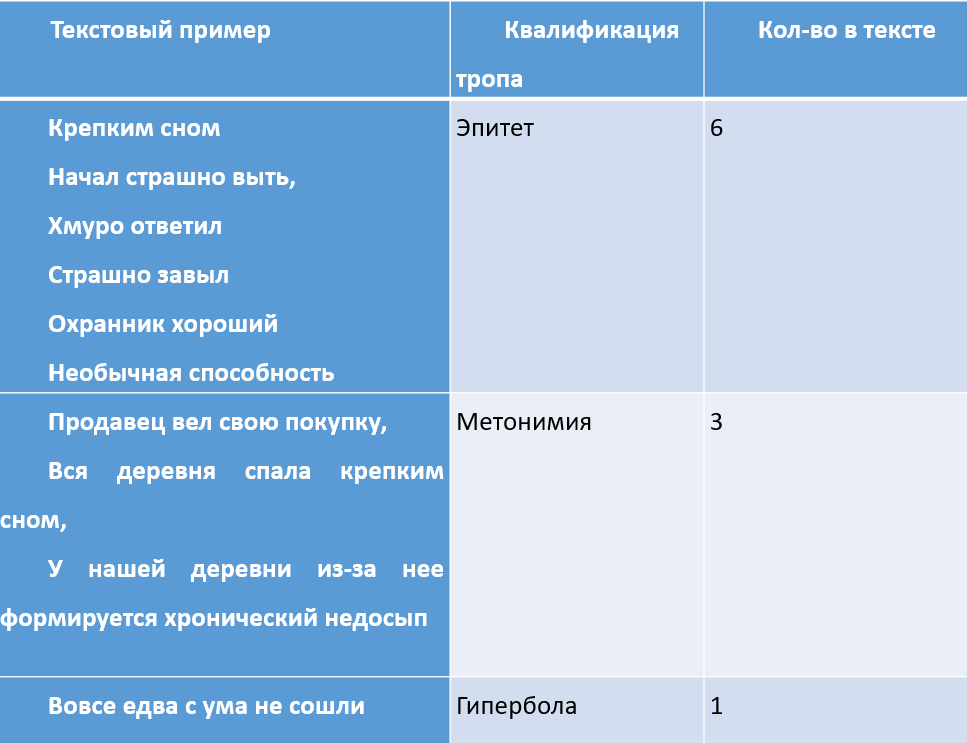 Текстовый пример
Квалификация
тропа
Кол-во в тексте
Крепким сном
Начал страшно выть,
Хмуро ответил
Страшно завыл
Охранник хороший
Необычная способность
Эпитет
6
Продавец вел свою покупку,
Вся деревня спала крепким
сном,
У нашей деревни из-за нее
формируется хронический недосып
Метонимия
3
Вовсе едва с ума не сошли
Гипербола
1